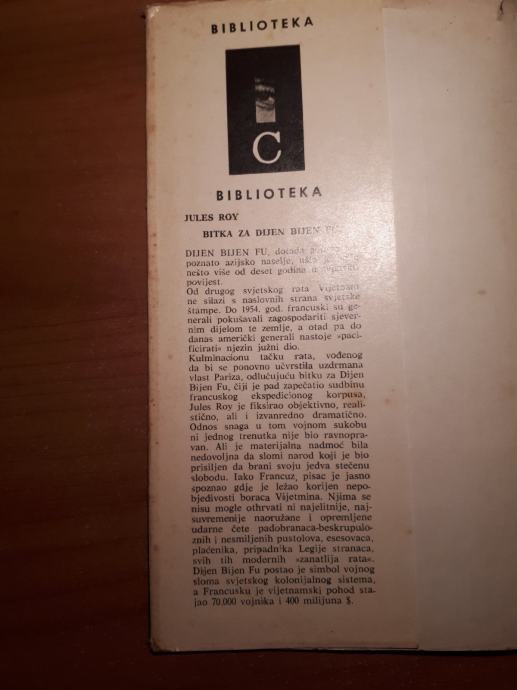 BIBLIOTEKA
C
BIBLIOTEKA
JULES ROY
BITKA ZA DIJEN BIJEN FU
DIJEN BIJEN FU, dotada
poznato azijsko naselje, ušlo je
nešto više od deset godina u svjetsku
povijest.
Od drugog svjetskog rata Vijetnam
ne silazi s naslovnih strana svjetske
štampe. Do 1954. god. francuski su ge-
nerali pokušavali zagospodariti sjever-
nim dijelom te zemlje, a otad pa do
danas američki generali nastoje »paci-
ficirati« njezin južni dio.
Kulminacionu tačku rata, vođenog
da bi se ponovno učvrstila uzdrmana
vlast Pariza, odlučujuću bitku za Dijen
Bijen Fu, čiji je pad zapečatio sudbinu
francuskog ekspedicionog korpusa,
Jules Roy je fiksirao objektivno, reali-
stično, ali i izvanredno dramatično.
Odnos snaga u tom vojnom sukobu
ni jednog trenutka nije bio ravnopra-
van. Ali je materijalna nadmoć bila
nedovoljna da slomi narod koji je bio
prisiljen da brani svoju jedva stečenu
slobodu. Iako Francuz, pisac je jasno
spoznao gdje je ležao korijen nepo-
bjedivosti boraca Vijetmina. Njima se
nisu mogle othrvati ni najelitnije, naj-
suvremenije naoružane i opremljene
udarne čete padobranaca-beskrupulo-
znih i nesmiljenih pustolova, esesovaca,
plaćenika, pripadnika Legije stranaca,
svih tih modernih »zanatlija rata«.
Dijen Bijen Fu postao je simbol vojnog
sloma svjetskog kolonijalnog sistema,
a Francusku je vijetnamski pohod sta-
jao 70.000 vojnika i 400 milijuna $.